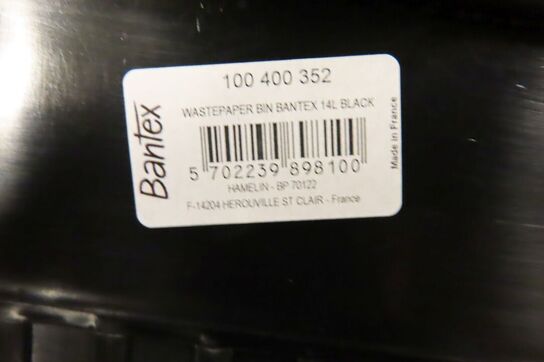 Bantex
100 400 352
WASTEPAPER BIN BANTEX 14L BLACK
5 702239 898100
HAMELIN - BP 70122
F-14204 HEROUVILLE ST CLAIR - France
Made in France